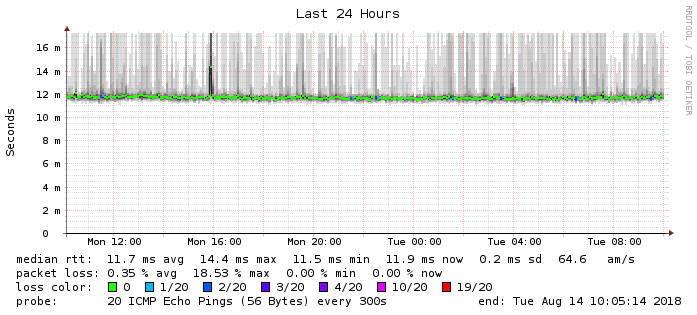 Last 24 Hours
RRDTOOL / TOBI OETIKER
Seconds
16 m
14 m
12 m
10 m
8 m
6 m
4 m
2 m
0
Mon 12:00 Mon 16:00 Mon 20:00 Tue 00:00 Tue 04:00 Tue 08:00
median rtt: 11.7 ms avg 14.4 ms max 11.5 ms min 11.9 ms now 0.2 ms sd 64.6 am/s
packet loss: 0.35 % avg 18.53 % max 0.00 % min 0.00 % now
loss color: 0 1/20 2/20 3/20 4/20 10/20 19/20
probe: 20 ICMP Echo Pings (56 Bytes) every 300s end: Tue Aug 14 10:05:14 2018